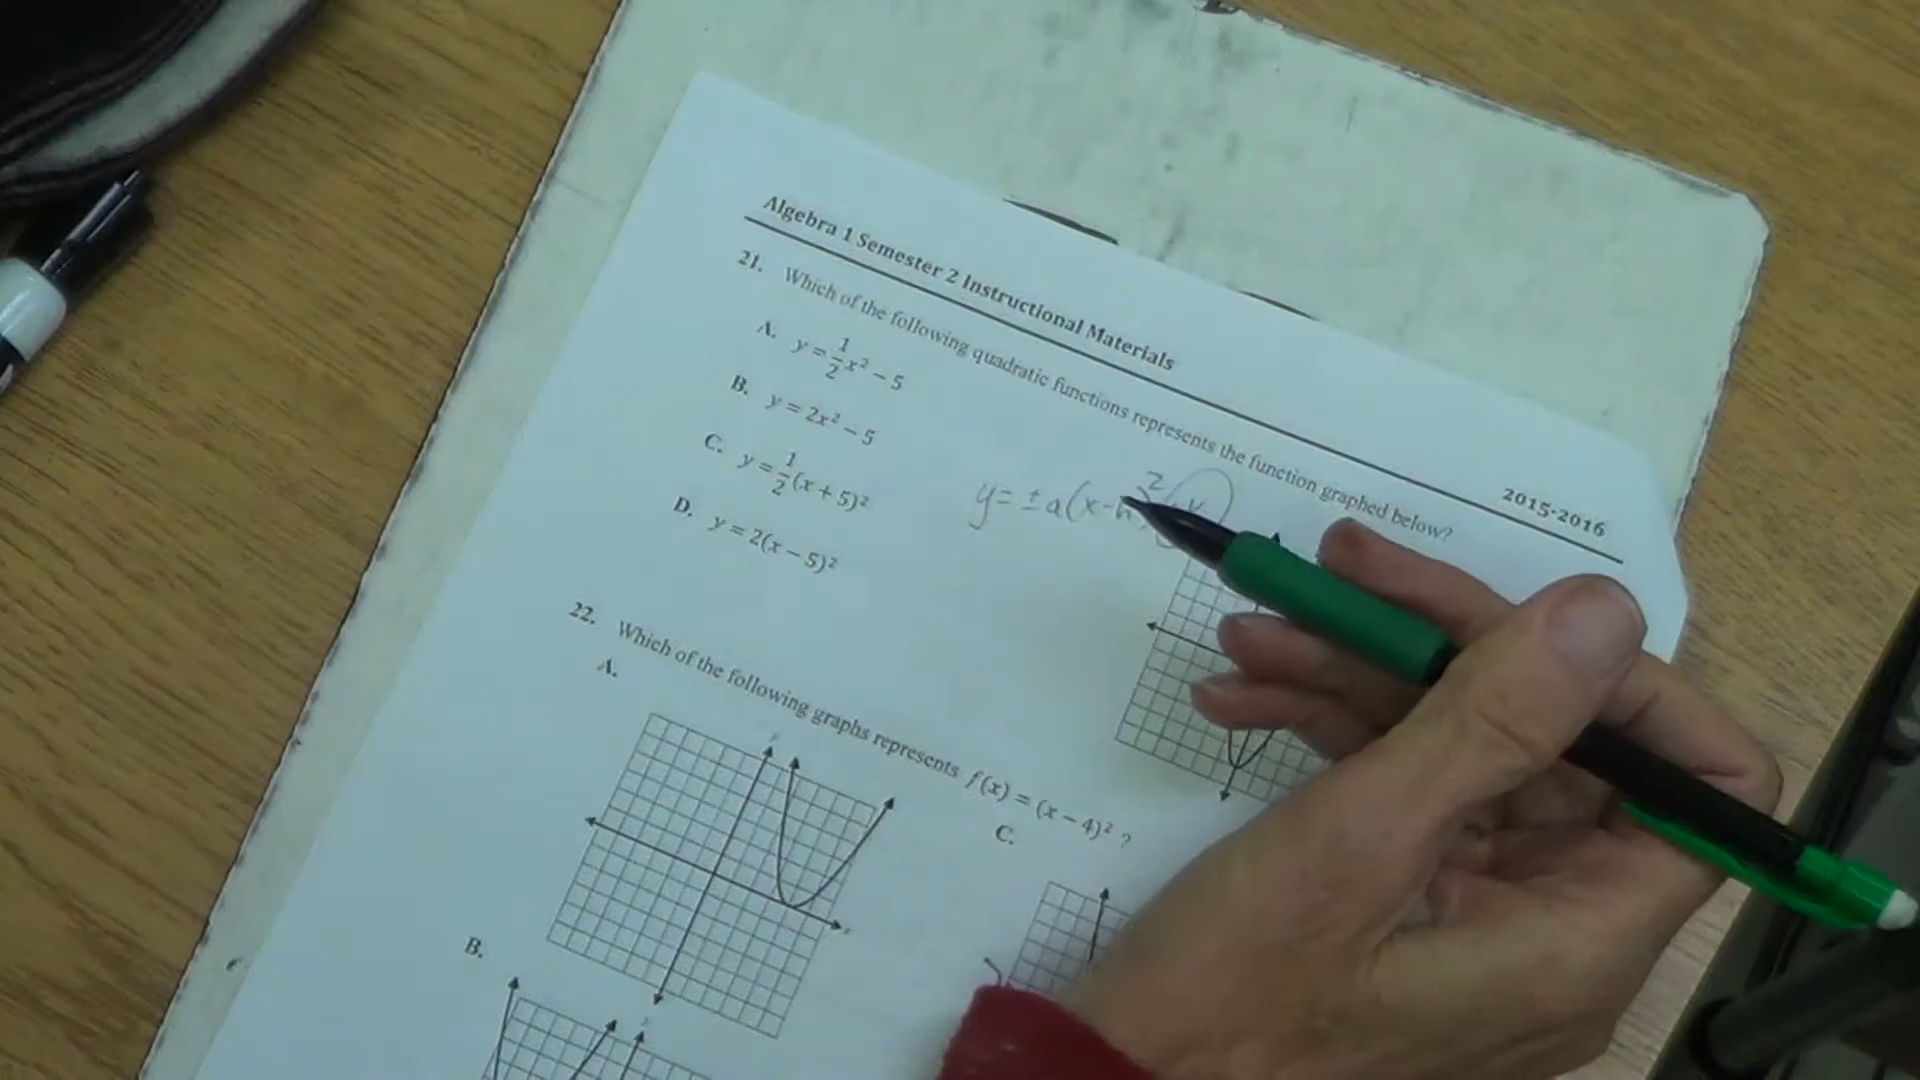 Algebra 1 Semester 2 Instructional Materials
2015-2016
21. Which of the following quadratic functions represents the function graphed below?
A. y = 1/2 x² – 5
B. y = 2x² – 5
C. y = 1/2 (x + 5)²
D. y = 2(x – 5)²
y = ± a(x-h)² k
22. Which of the following graphs represents f(x) = (x – 4)² ?
A.
y
x
C.
B.
y